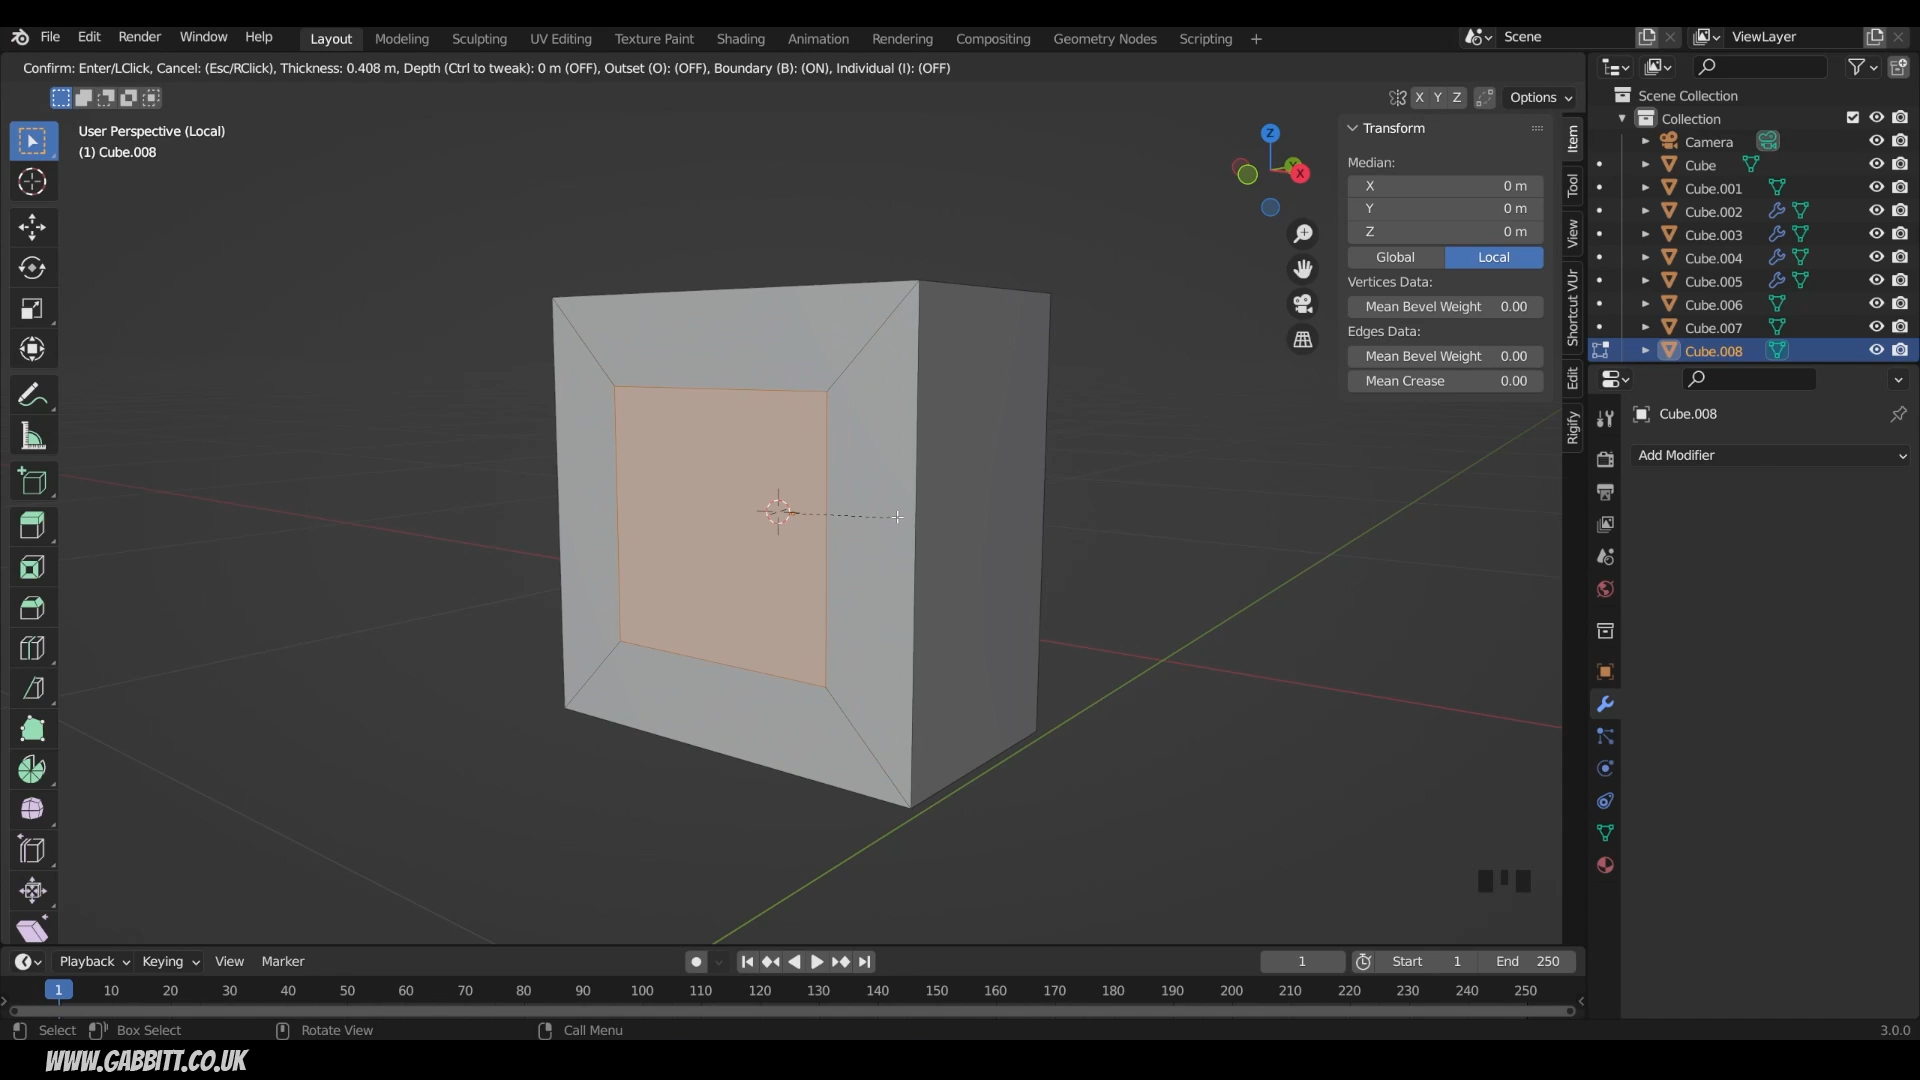 File Edit Render Window Help Layout Modeling Sculpting UV Editing Texture Paint Shading Animation Rendering Compositing Geometry Nodes Scripting + Scene ViewLayer
Confirm: Enter/LClick, Cancel: (Esc/RClick), Thickness: 0.408 m, Depth (Ctrl to tweak): 0 m (OFF), Outset (O): (OFF), Boundary (B): (ON), Individual (I): (OFF)
X Y Z Options
User Perspective (Local)
(1) Cube.008
Z
Y
X
Transform
Median:
X 0 m
Y 0 m
Z 0 m
Global Local
Vertices Data:
Mean Bevel Weight 0.00
Edges Data:
Mean Bevel Weight 0.00
Mean Crease 0.00
Item
Tool
View
Shortcut VUr
Edit
Rigify
Scene Collection
Collection
Camera
Cube
Cube.001
Cube.002
Cube.003
Cube.004
Cube.005
Cube.006
Cube.007
Cube.008
Cube.008
Add Modifier
Playback Keying View Marker 1 Start 1 End 250
1 10 20 30 40 50 60 70 80 90 100 110 120 130 140 150 160 170 180 190 200 210 220 230 240 250
Select Box Select Rotate View Call Menu 3.0.0
WWW.GABBITT.CO.UK